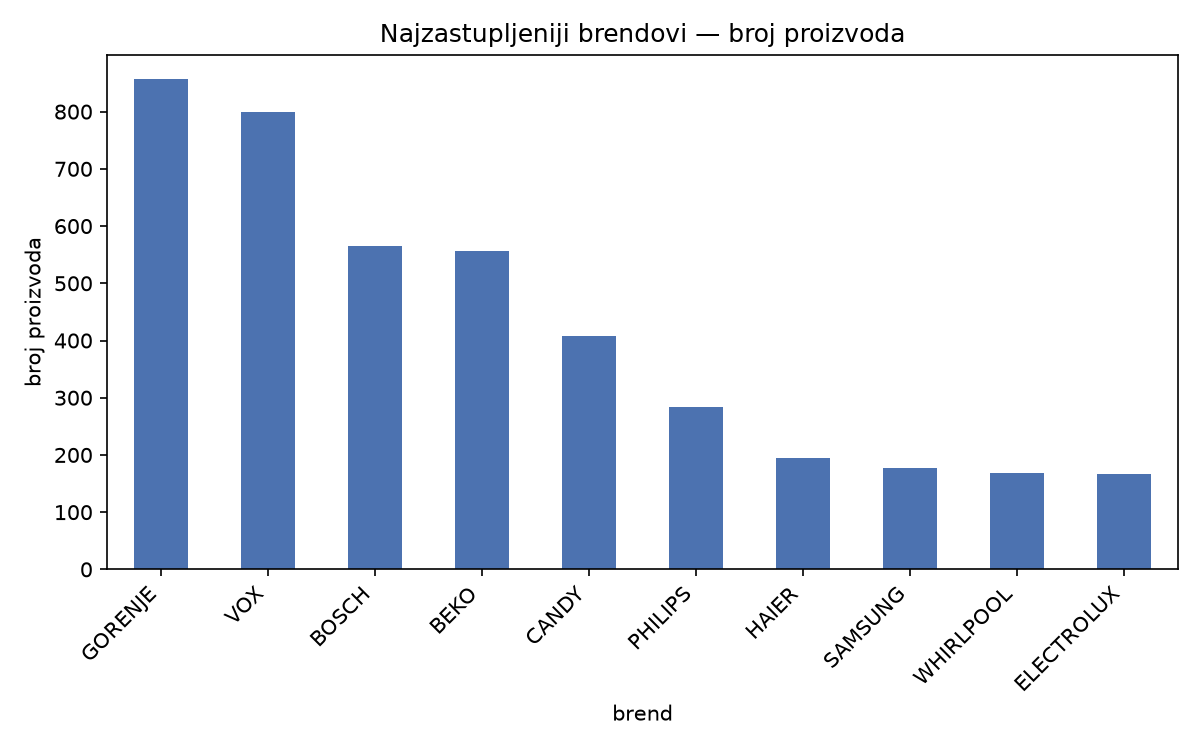 Najzastupljeniji brendovi — broj proizvoda
broj proizvoda
800
700
600
500
400
300
200
100
0
GORENJE
VOX
BOSCH
BEKO
CANDY
PHILIPS
HAIER
SAMSUNG
WHIRLPOOL
ELECTROLUX
brend